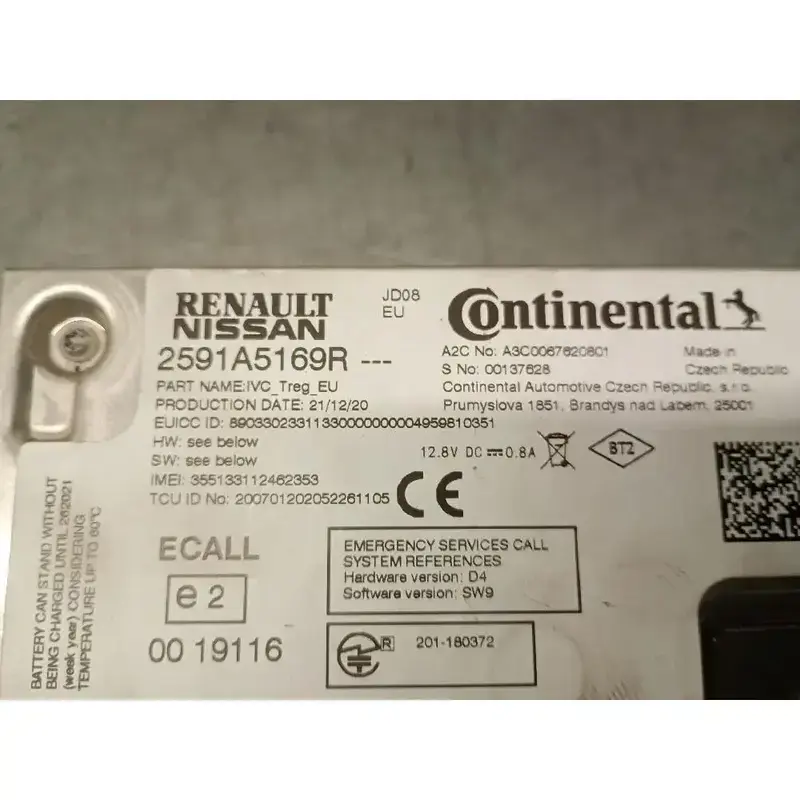 RENAULT
NISSAN
JD08
EU
Continental
2591A5169R ---
A2C No: A3C0067620801
Made in
S No: 00137628
Czech Republic
PART NAME:IVC_Treg_EU
Continental Automotive Czech Republic, s.r.o.
PRODUCTION DATE: 21/12/20
Prumyslova 1851, Brandys nad Labem, 25001
EUICC ID: 89033023311330000000004959810351
HW: see below
SW: see below
12.8V DC 0.8A
BT2
IMEI: 355133112462353
TCU ID No: 200701202052261105
CE
ECALL
e2
00 19116
EMERGENCY SERVICES CALL
SYSTEM REFERENCES
Hardware version: D4
Software version: SW9
R 201-180372
BATTERY CAN STAND WITHOUT
BEING CHARGED UNTIL 262021
(week year) CONSIDERING
TEMPERATURE UP TO 60°C